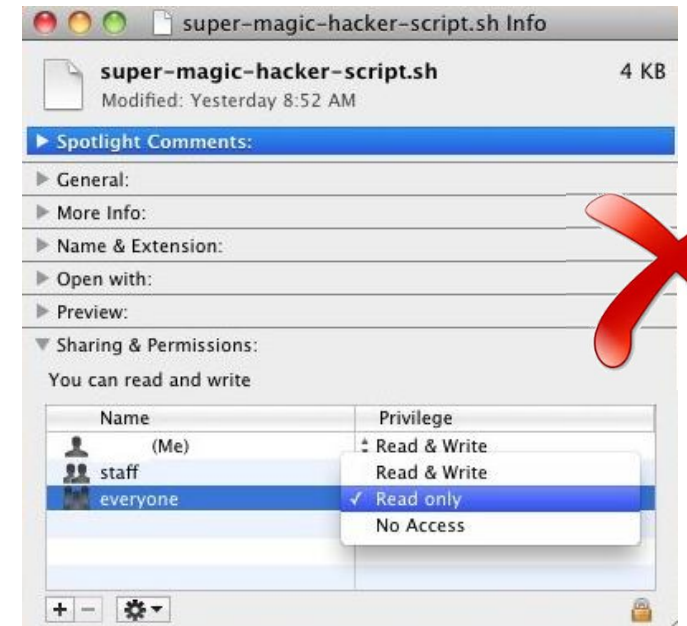 super-magic-hacker-script.sh Info
super-magic-hacker-script.sh 4 KB
Modified: Yesterday 8:52 AM
Spotlight Comments:
General:
More Info:
Name & Extension:
Open with:
Preview:
Sharing & Permissions:
You can read and write
Name Privilege
(Me) Read & Write
staff Read & Write
everyone ✓ Read only
No Access